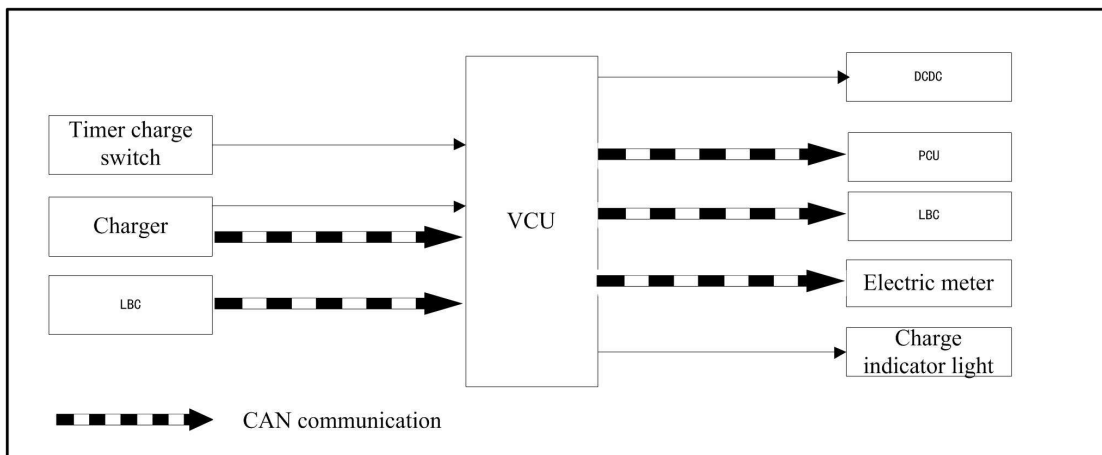 Timer charge
switch
Charger
LBC
VCU
DCDC
PCU
LBC
Electric meter
Charge
indicator light
CAN communication